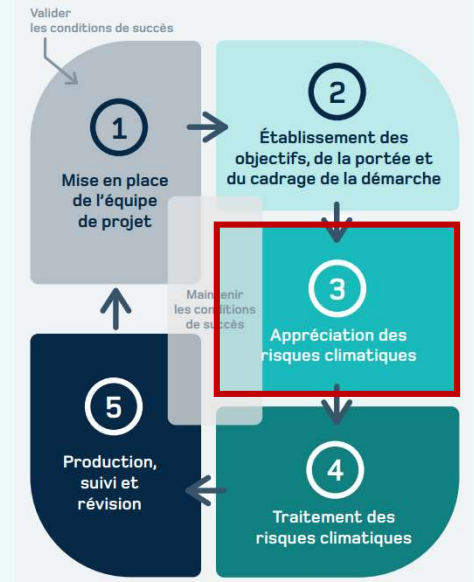 Valider
les conditions de succès
1
Mise en place
de l'équipe
de projet
2
Établissement des
objectifs, de la portée et
du cadrage de la démarche
Maintenir
les conditions
de succès
3
Appréciation des
risques climatiques
4
Traitement des
risques climatiques
5
Production,
suivi et
révision